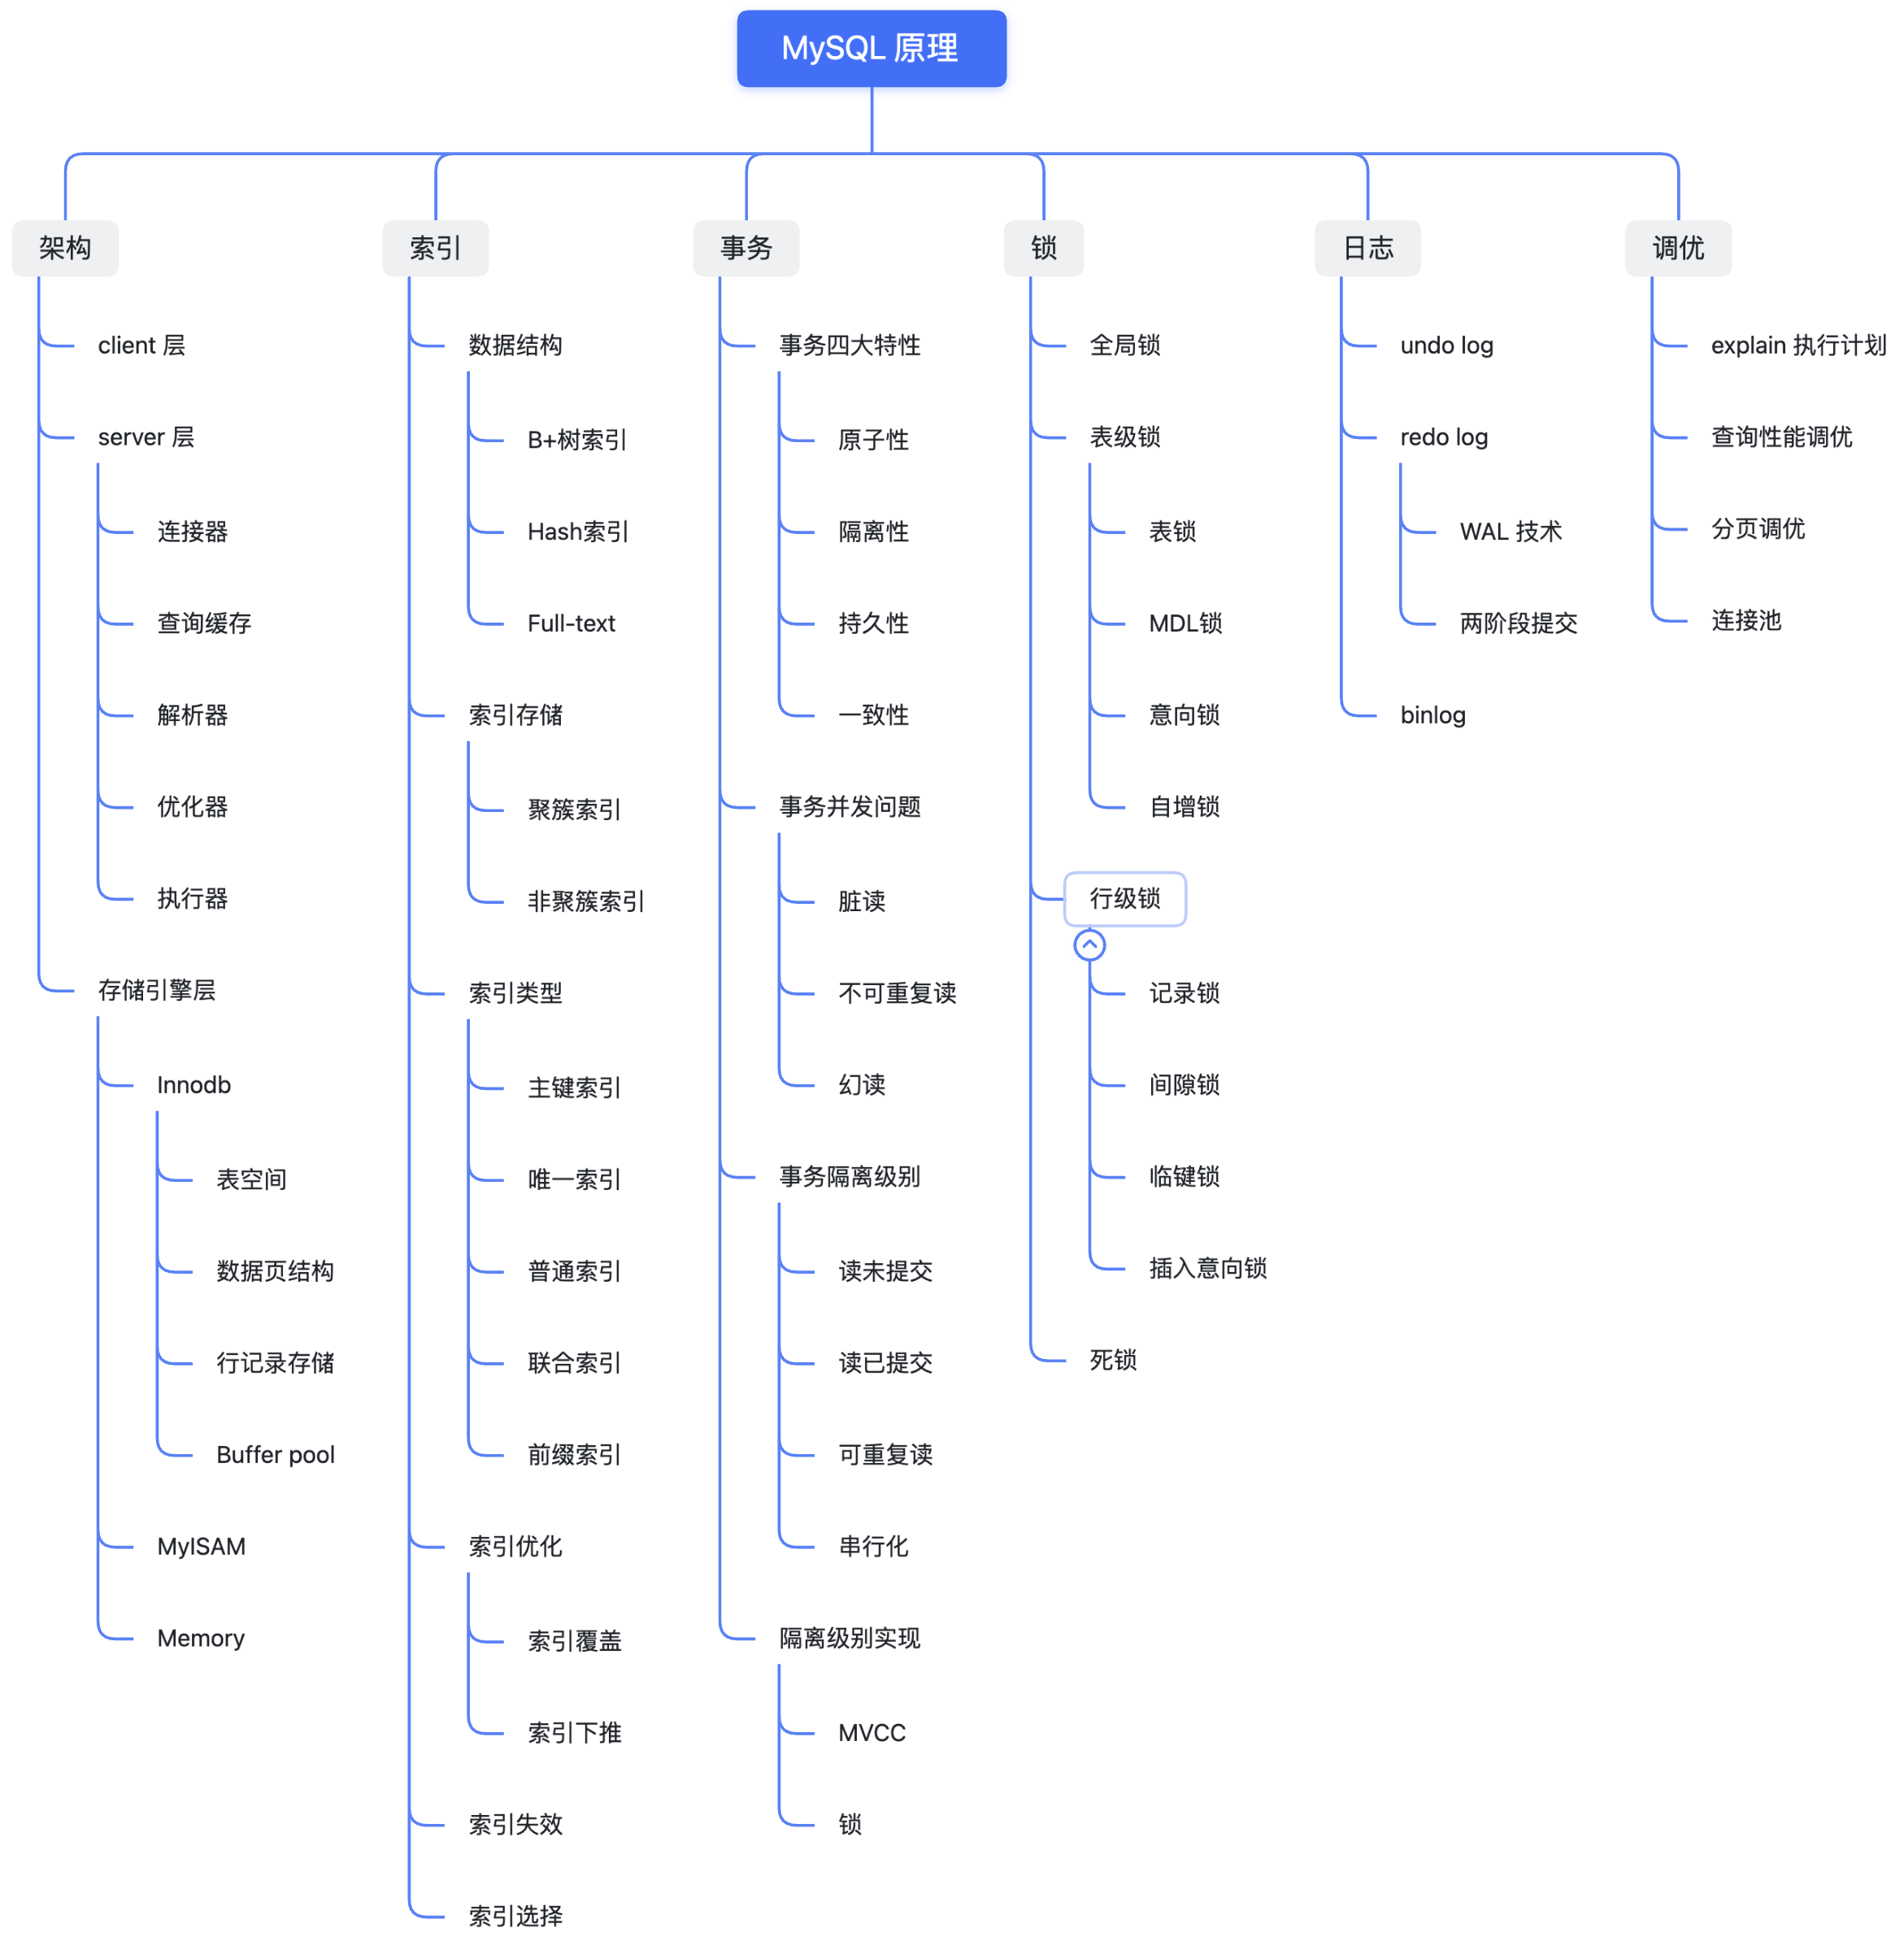 MySQL 原理
架构
client 层
server 层
连接器
查询缓存
解析器
优化器
执行器
存储引擎层
Innodb
表空间
数据页结构
行记录存储
Buffer pool
MyISAM
Memory
索引
数据结构
B+树索引
Hash索引
Full-text
索引存储
聚簇索引
非聚簇索引
索引类型
主键索引
唯一索引
普通索引
联合索引
前缀索引
索引优化
索引覆盖
索引下推
索引失效
索引选择
事务
事务四大特性
原子性
隔离性
持久性
一致性
事务并发问题
脏读
不可重复读
幻读
事务隔离级别
读未提交
读已提交
可重复读
串行化
隔离级别实现
MVCC
锁
锁
全局锁
表级锁
表锁
MDL锁
意向锁
自增锁
行级锁
记录锁
间隙锁
临键锁
插入意向锁
死锁
日志
undo log
redo log
WAL 技术
两阶段提交
binlog
调优
explain 执行计划
查询性能调优
分页调优
连接池